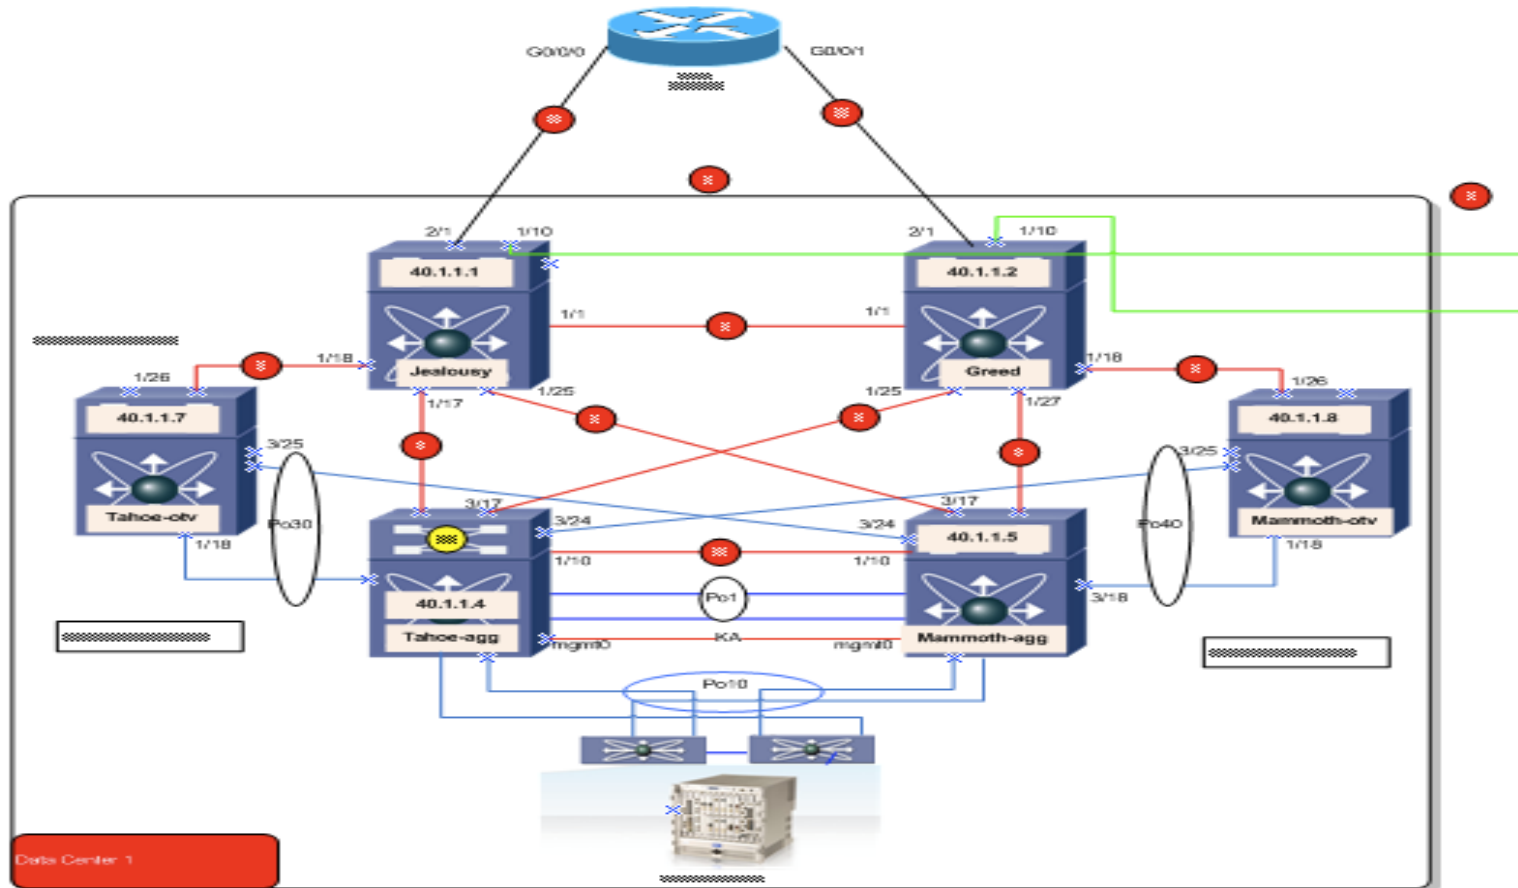 G0/0/0
G0/0/1
2/1
1/10
2/1
1/10
40.1.1.1
40.1.1.2
1/1
1/1
Jealousy
Greed
1/18
1/18
1/26
1/26
1/25
1/25
1/17
1/27
40.1.1.7
40.1.1.8
3/25
3/25
3/17
3/17
Tahoe-otv
Po30
3/24
3/24
Po40
Mammoth-otv
40.1.1.5
1/18
1/18
1/10
1/10
Po1
3/18
40.1.1.4
Tahoe-agg
KA
Mammoth-agg
mgmt0
mgmt0
Po10
Data Center 1